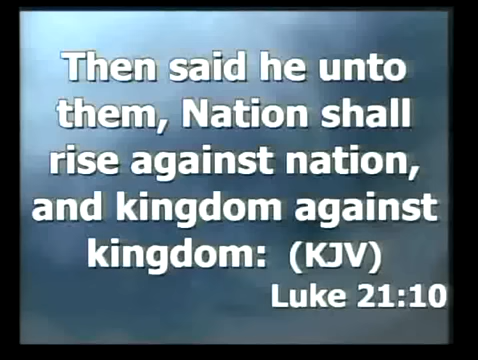 Then said he unto
them, Nation shall
rise against nation,
and kingdom against
kingdom: (KJV)
Luke 21:10